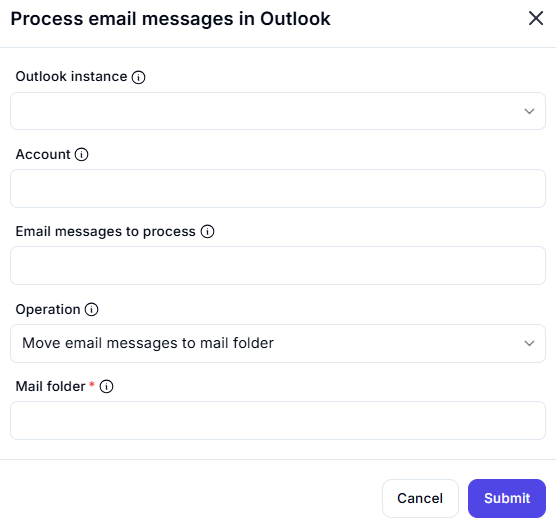 Process email messages in Outlook
Outlook instance
Account
Email messages to process
Operation
Move email messages to mail folder
Mail folder *
Cancel
Submit